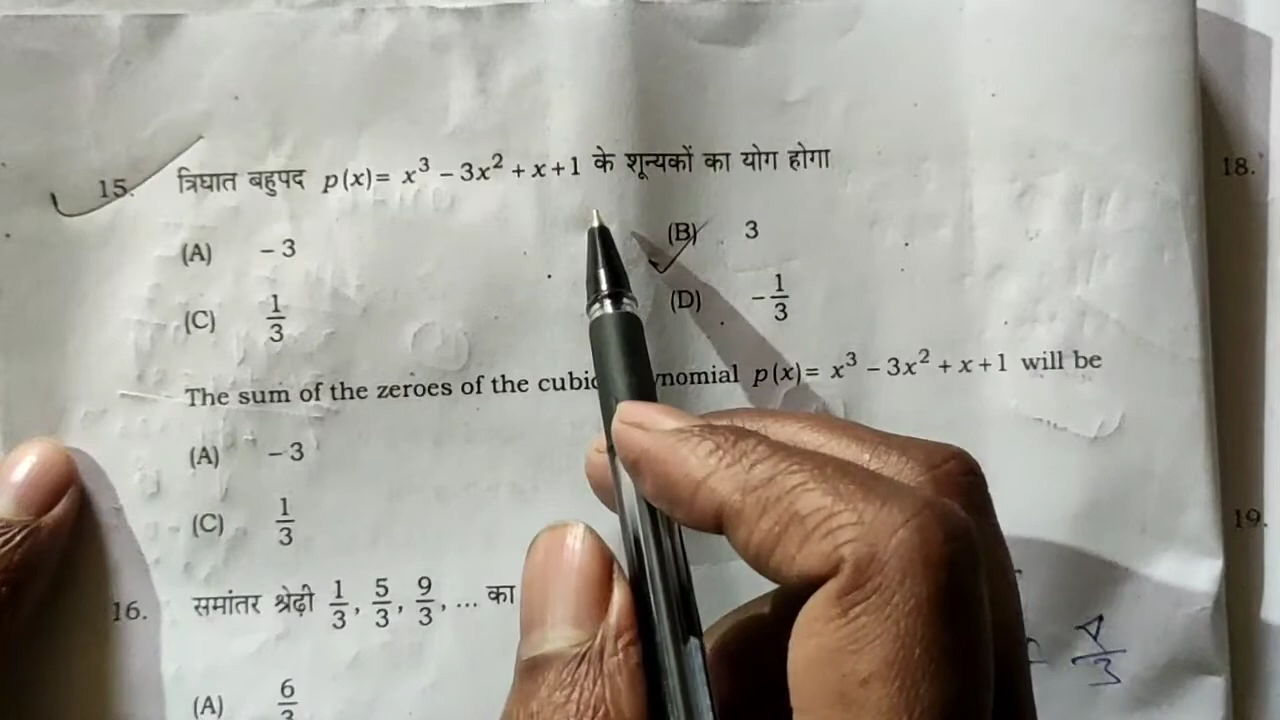 15. त्रिघात बहुपद p(x)= x³ – 3x² + x + 1 के शून्यकों का योग होगा
(A) – 3 (B) 3
(C) 1/3 (D) –1/3
The sum of the zeroes of the cubic p(x)= x³ – 3x² + x + 1 will be
(A) – 3
(C) 1/3
16. समांतर श्रेढ़ी 1/3, 5/3, 9/3, ... का
(A) 6/3
18.
19.